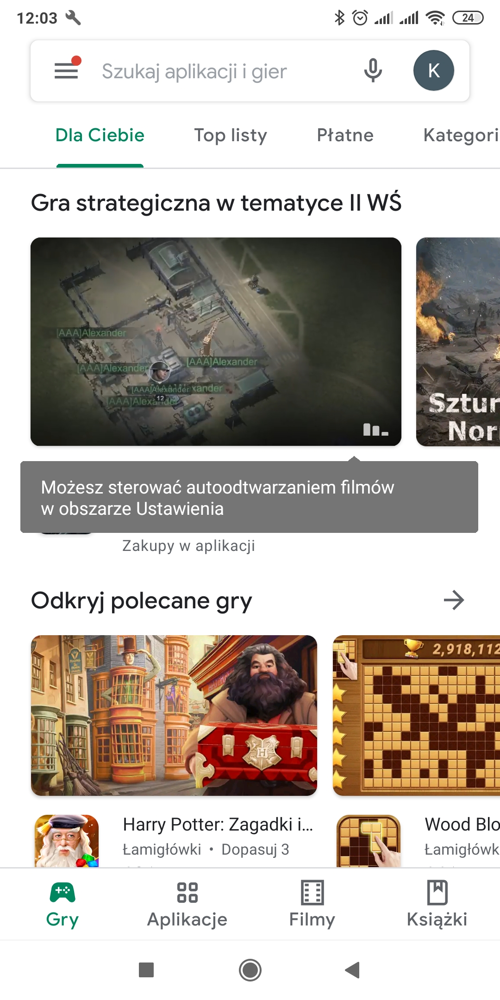 12:03
24
Szukaj aplikacji i gier
K
Dla Ciebie
Top listy
Płatne
Kategori
Gra strategiczna w tematyce II WŚ
[AAA]Alexander
[AAA]Alexander
[AAA]Alexander
[AAA]Alexander
xander
12
[AAA]Alexander
Sztur
Nor
Możesz sterować autoodtwarzaniem filmów
w obszarze Ustawienia
Zakupy w aplikacji
Odkryj polecane gry
2,918,112
H
Harry Potter: Zagadki i...
Łamigłówki • Dopasuj 3
Wood Blo
Łamigłówk
Gry
Aplikacje
Filmy
Książki